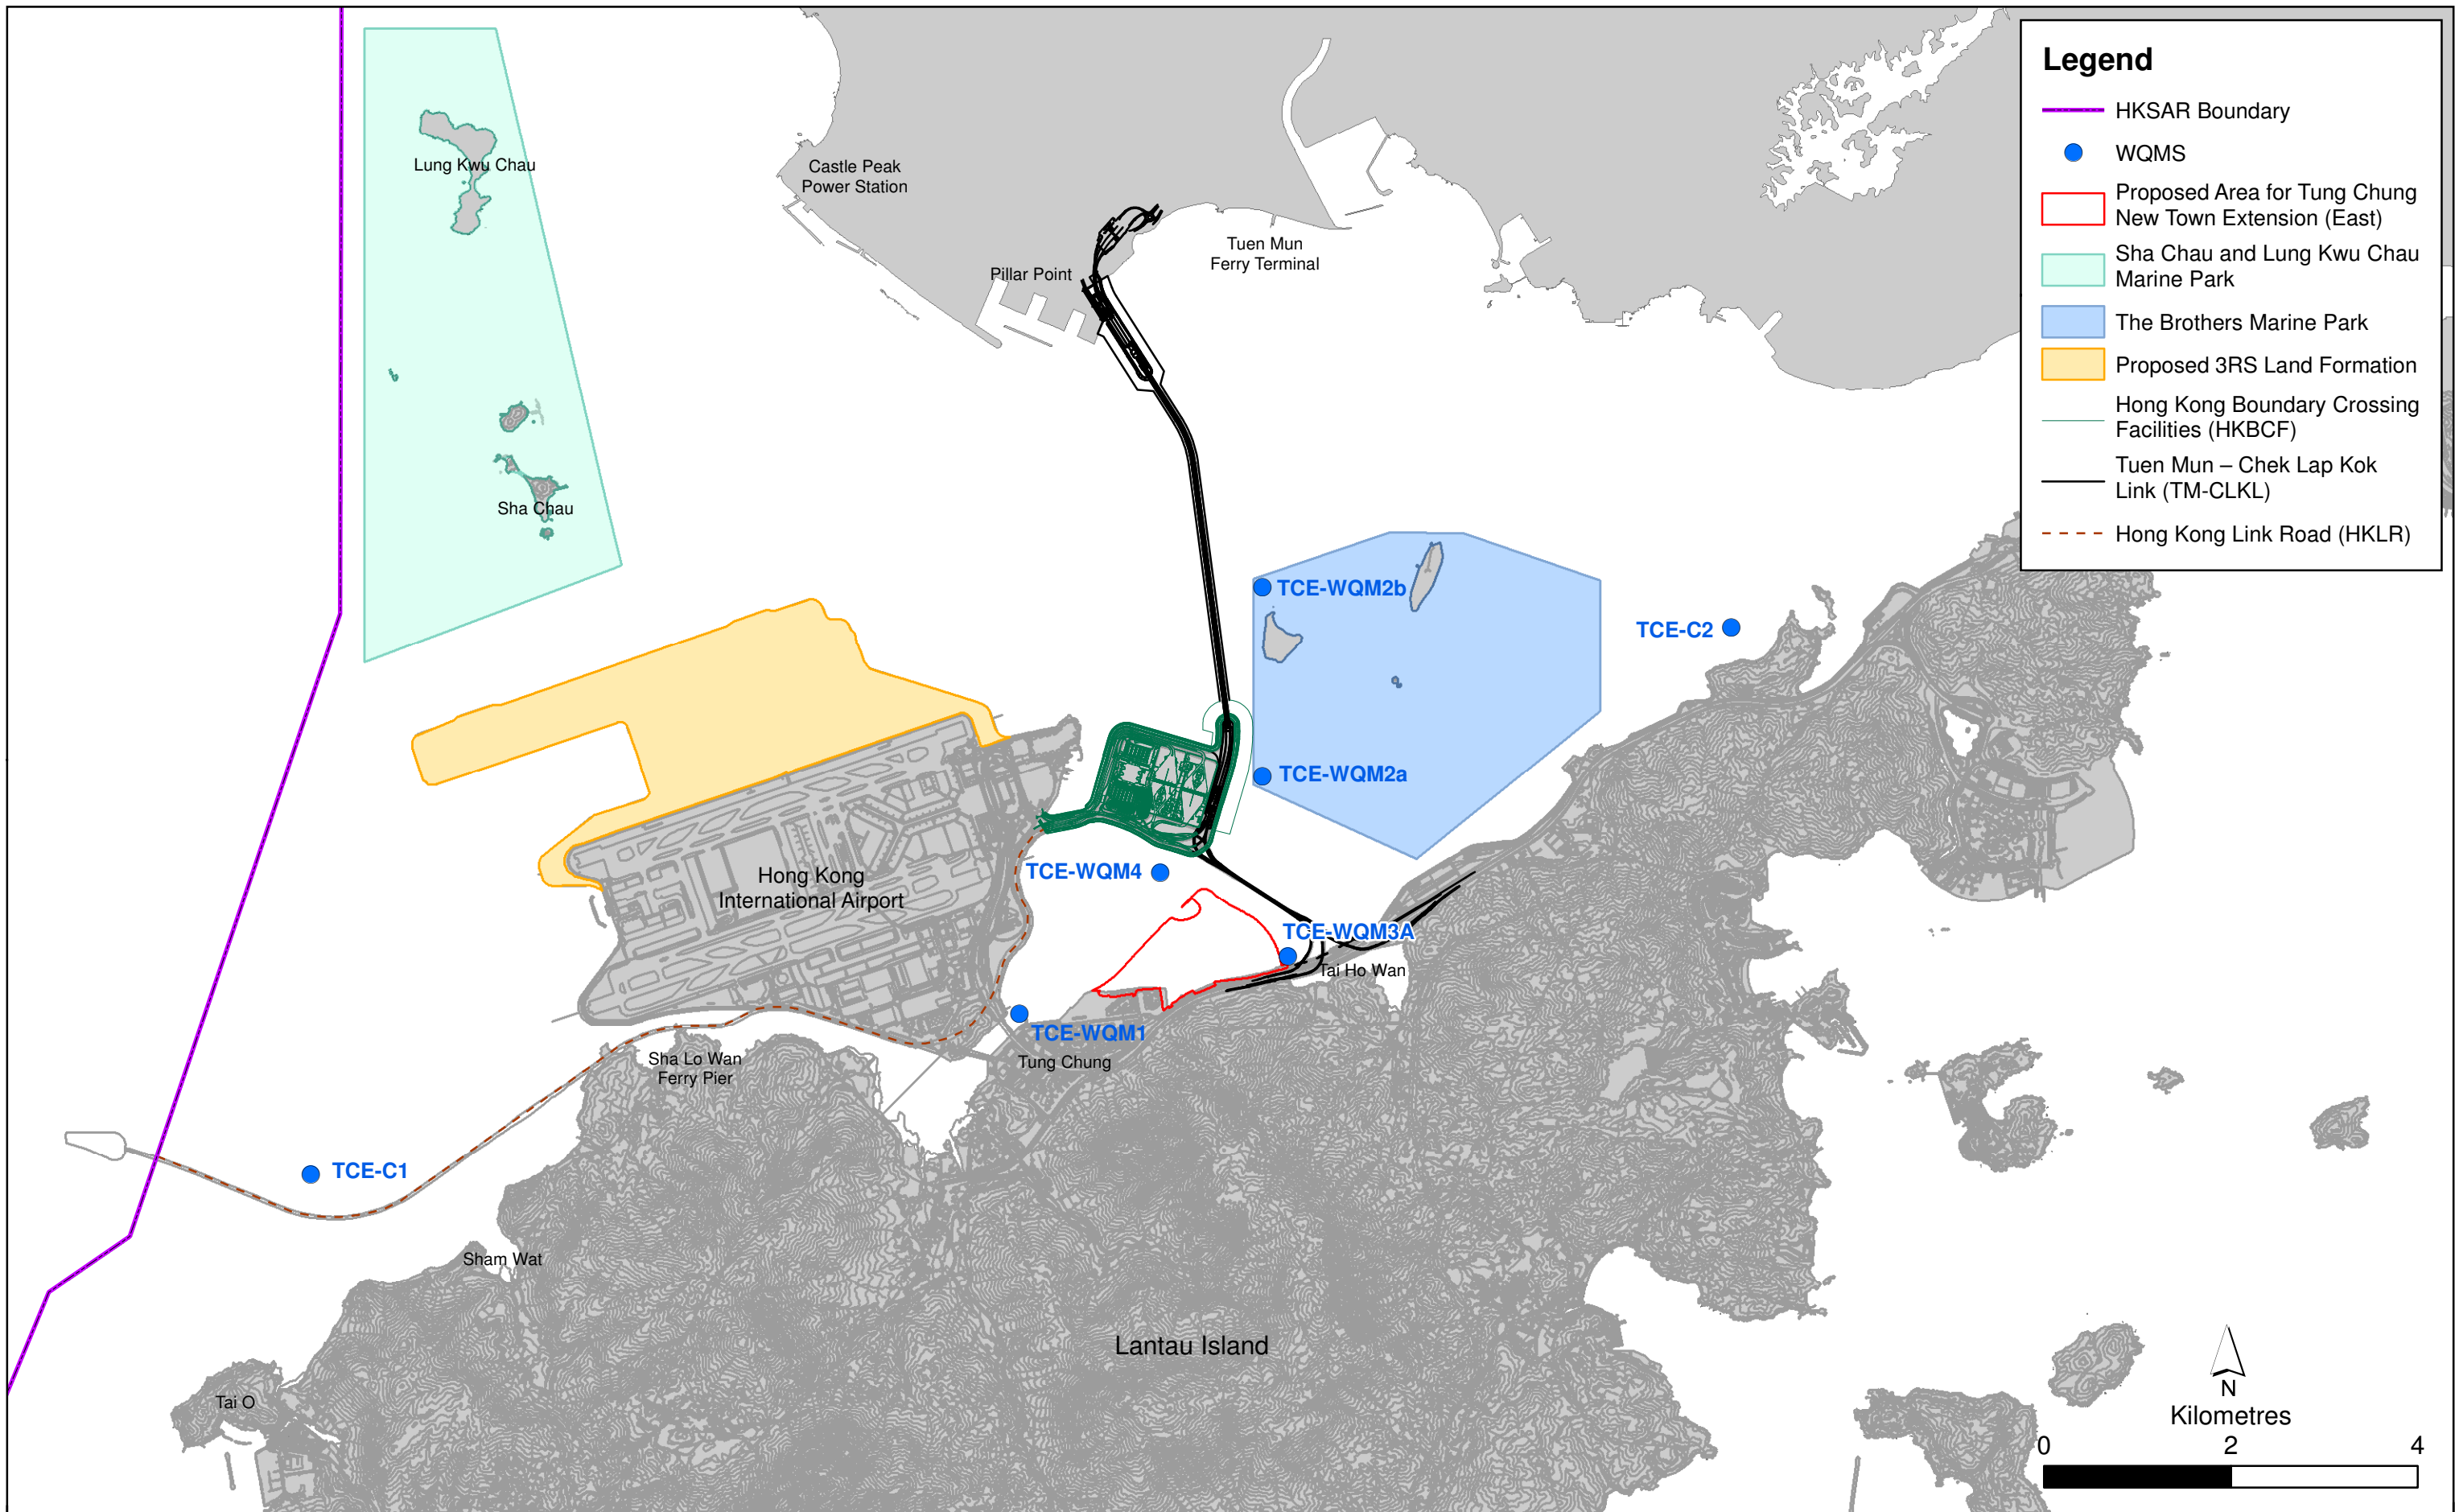 Legend
HKSAR Boundary
WQMS
Proposed Area for Tung Chung
New Town Extension (East)
Sha Chau and Lung Kwu Chau
Marine Park
The Brothers Marine Park
Proposed 3RS Land Formation
Hong Kong Boundary Crossing
Facilities (HKBCF)
Tuen Mun – Chek Lap Kok
Link (TM-CLKL)
Hong Kong Link Road (HKLR)
Lung Kwu Chau
Castle Peak
Power Station
Tuen Mun
Ferry Terminal
Pillar Point
Sha Chau
TCE-WQM2b
TCE-C2
TCE-WQM2a
TCE-WQM4
Hong Kong
International Airport
TCE-WQM3A
Tai Ho Wan
TCE-WQM1
Tung Chung
Sha Lo Wan
Ferry Pier
TCE-C1
Sham Wat
Lantau Island
Tai O
N
Kilometres
0 2 4